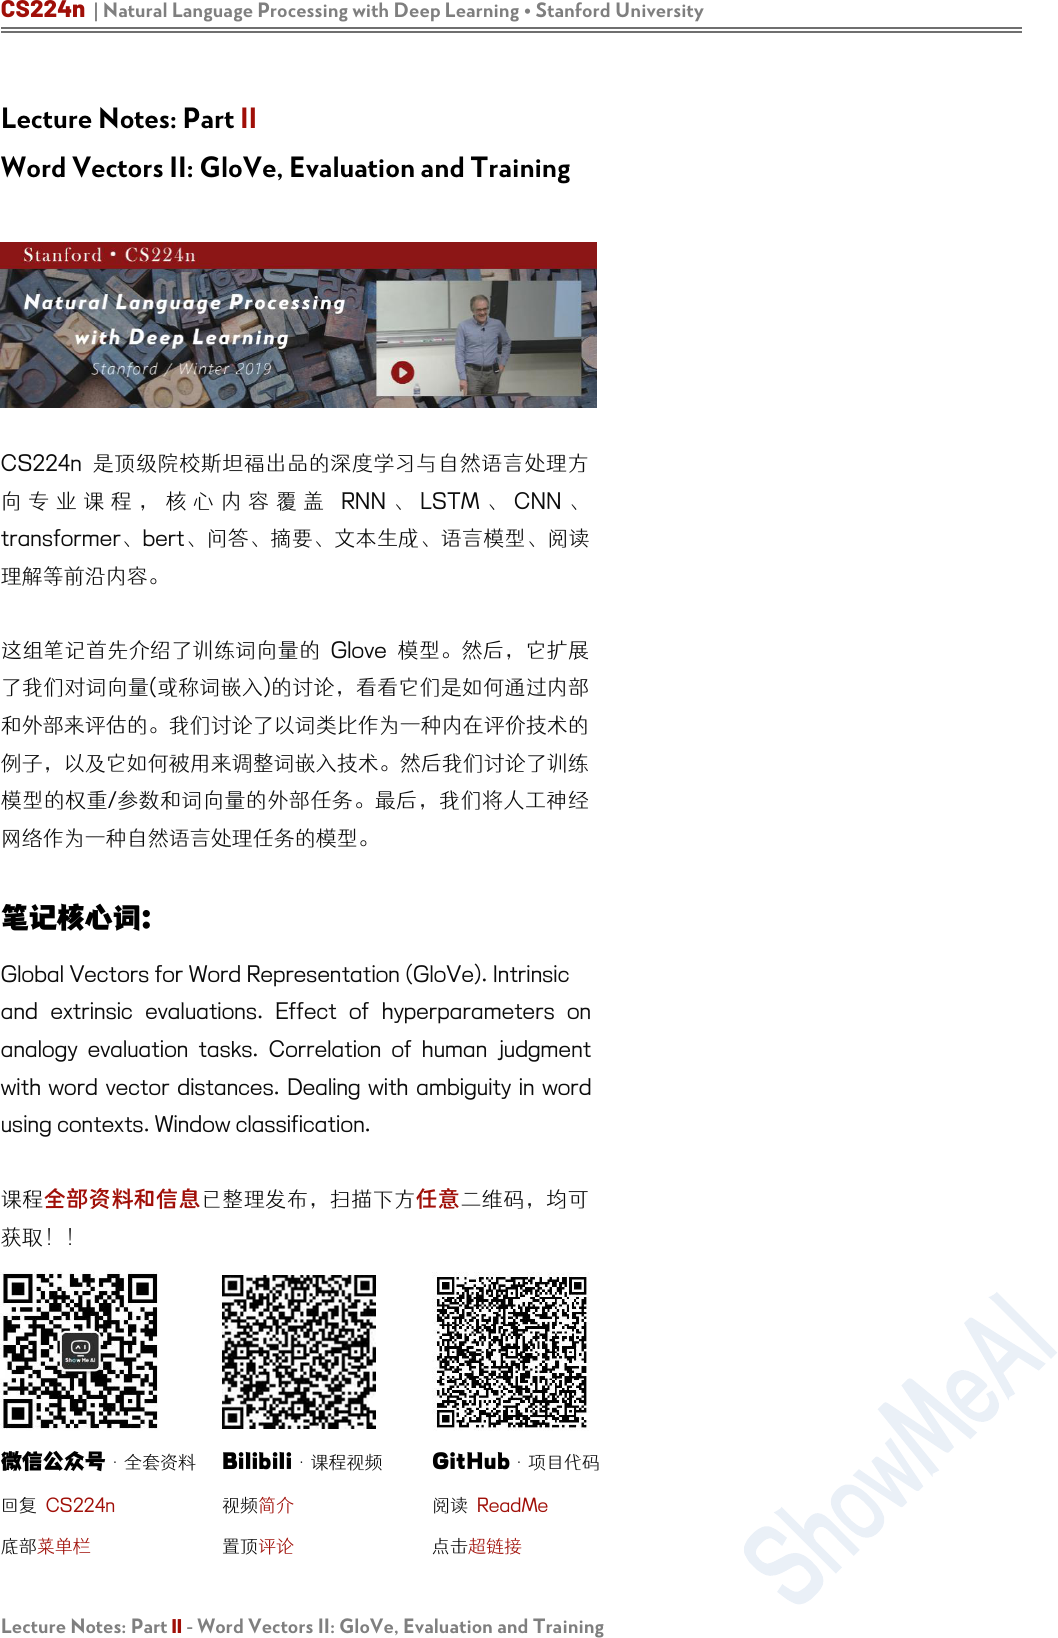 CS224n | Natural Language Processing with Deep Learning • Stanford University
Lecture Notes: Part II
Word Vectors II: GloVe, Evaluation and Training
Stanford • CS224n
Natural Language Processing
with Deep Learning
Stanford / Winter 2019
CS224n 是顶级院校斯坦福出品的深度学习与自然语言处理方
向专业课程，核心内容覆盖 RNN、LSTM、CNN、
transformer、bert、问答、摘要、文本生成、语言模型、阅读
理解等前沿内容。
这组笔记首先介绍了训练词向量的 Glove 模型。然后，它扩展
了我们对词向量(或称词嵌入)的讨论，看看它们是如何通过内部
和外部来评估的。我们讨论了以词类比作为一种内在评价技术的
例子，以及它如何被用来调整词嵌入技术。然后我们讨论了训练
模型的权重/参数和词向量的外部任务。最后，我们将人工神经
网络作为一种自然语言处理任务的模型。
笔记核心词:
Global Vectors for Word Representation (GloVe). Intrinsic
and extrinsic evaluations. Effect of hyperparameters on
analogy evaluation tasks. Correlation of human judgment
with word vector distances. Dealing with ambiguity in word
using contexts. Window classification.
课程全部资料和信息已整理发布，扫描下方任意二维码，均可
获取！！
Show Me AI
微信公众号 · 全套资料
回复 CS224n
底部菜单栏
Bilibili · 课程视频
视频简介
置顶评论
GitHub · 项目代码
阅读 ReadMe
点击超链接
ShowMeAI
Lecture Notes: Part II - Word Vectors II: GloVe, Evaluation and Training